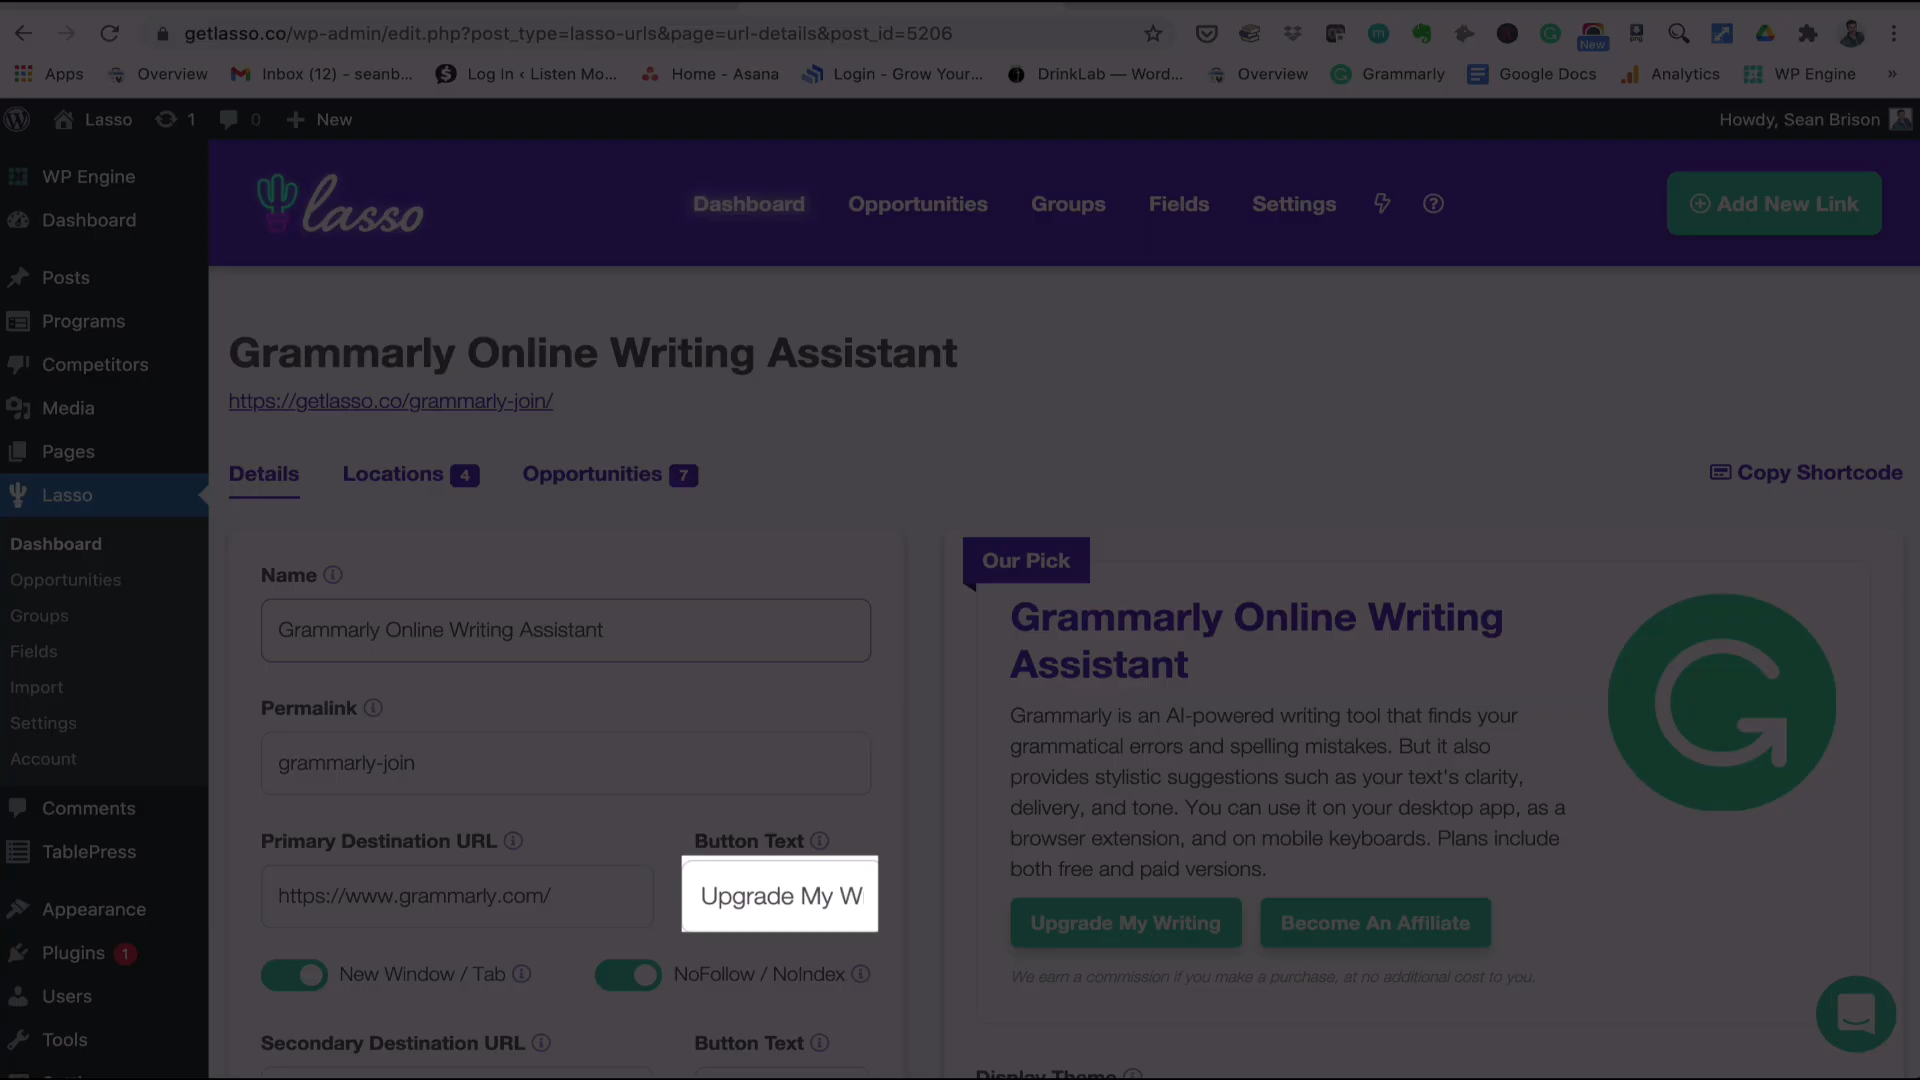 getlasso.co/wp-admin/edit.php?post_type=lasso-urls&page=url-details&post_id=5206
New
Apps
Overview
Inbox (12) - seanb...
Log In ‹ Listen Mo...
Home - Asana
Login - Grow Your...
DrinkLab — Word...
Overview
Grammarly
Google Docs
Analytics
WP Engine
»
Lasso
1
0
New
Howdy, Sean Brison
WP Engine
Dashboard
Posts
Programs
Competitors
Media
Pages
Lasso
Dashboard
Opportunities
Groups
Fields
Import
Settings
Account
Comments
TablePress
Appearance
Plugins 1
Users
Tools
lasso
Dashboard
Opportunities
Groups
Fields
Settings
Add New Link
Grammarly Online Writing Assistant
https://getlasso.co/grammarly-join/
Details
Locations 4
Opportunities 7
Copy Shortcode
Name
Grammarly Online Writing Assistant
Permalink
grammarly-join
Primary Destination URL
Button Text
https://www.grammarly.com/
Upgrade My W
New Window / Tab
NoFollow / NoIndex
Secondary Destination URL
Button Text
Our Pick
Grammarly Online Writing
Assistant
Grammarly is an AI-powered writing tool that finds your
grammatical errors and spelling mistakes. But it also
provides stylistic suggestions such as your text's clarity,
delivery, and tone. You can use it on your desktop app, as a
browser extension, and on mobile keyboards. Plans include
both free and paid versions.
Upgrade My Writing
Become An Affiliate
We earn a commission if you make a purchase, at no additional cost to you.
Display Theme